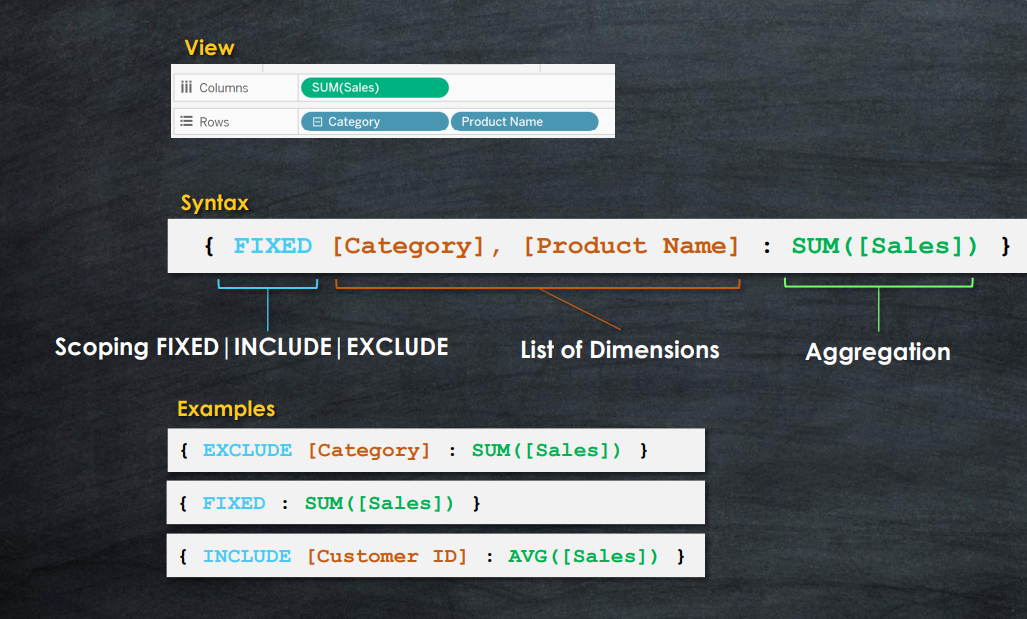 View
Columns SUM(Sales)
Rows Category Product Name
Syntax
{ FIXED [Category], [Product Name] : SUM([Sales]) }
Scoping FIXED|INCLUDE|EXCLUDE List of Dimensions Aggregation
Examples
{ EXCLUDE [Category] : SUM([Sales]) }
{ FIXED : SUM([Sales]) }
{ INCLUDE [Customer ID] : AVG([Sales]) }